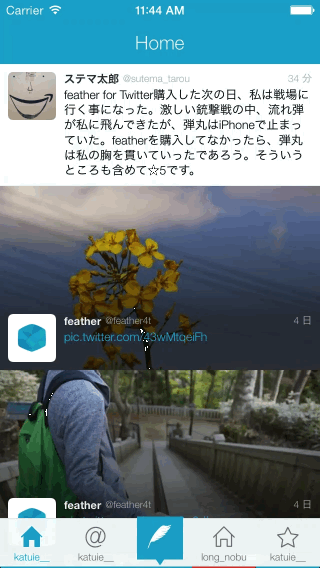 Carrier 11:44 AM
Home
ステマ太郎 @sutema_tarou 34 分
feather for Twitter購入した次の日、私は戦場に
行く事になった。激しい銃撃戦の中、流れ弾
が私に飛んできたが、弾丸はiPhoneで止まっ
ていた。featherを購入してなかったら、弾丸
は私の胸を貫いていったであろう。そういう
ところも含めて☆5です。
feather @feather4t 4 日
pic.twitter.com/43wMtqeiFh
feather @feather4t 4 日
katuie__ @ katuie__ long_nobu katuie__